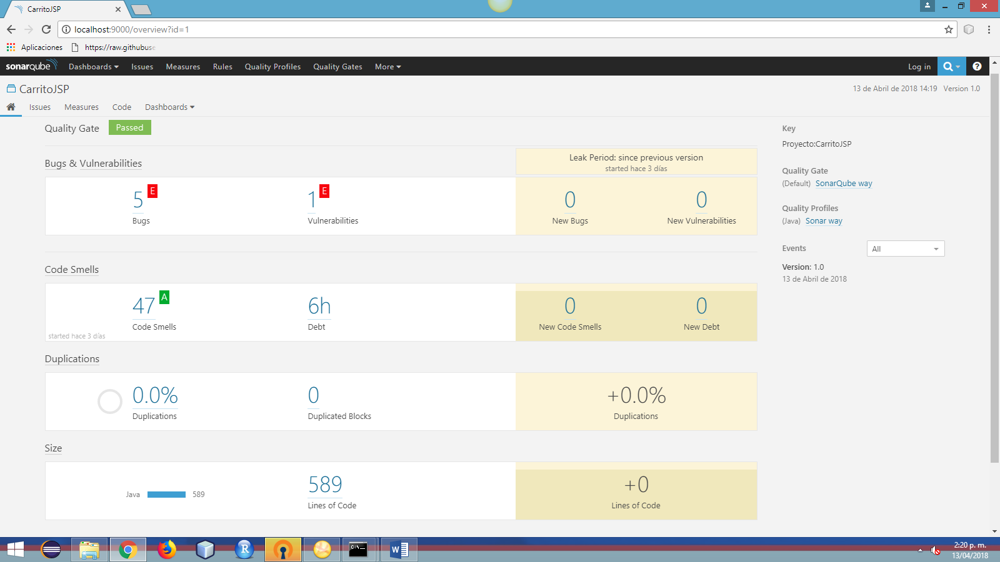 CarritoJSP
localhost:9000/overview?id=1
Aplicaciones https://raw.githubuse
sonarqube Dashboards Issues Measures Rules Quality Profiles Quality Gates More Log in
CarritoJSP
13 de Abril de 2018 14:19 Version 1.0
Issues Measures Code Dashboards
Quality Gate Passed
Leak Period: since previous version
started hace 3 días
Bugs & Vulnerabilities
5 E
Bugs
1 E
Vulnerabilities
0
New Bugs
0
New Vulnerabilities
Code Smells
47 A
Code Smells
6h
Debt
started hace 3 días
0
New Code Smells
0
New Debt
Duplications
0.0%
Duplications
0
Duplicated Blocks
+0.0%
Duplications
Size
Java 589
589
Lines of Code
+0
Lines of Code
Key
Proyecto:CarritoJSP
Quality Gate
(Default) SonarQube way
Quality Profiles
(Java) Sonar way
Events All
Version: 1.0
13 de Abril de 2018
2:20 p. m.
13/04/2018